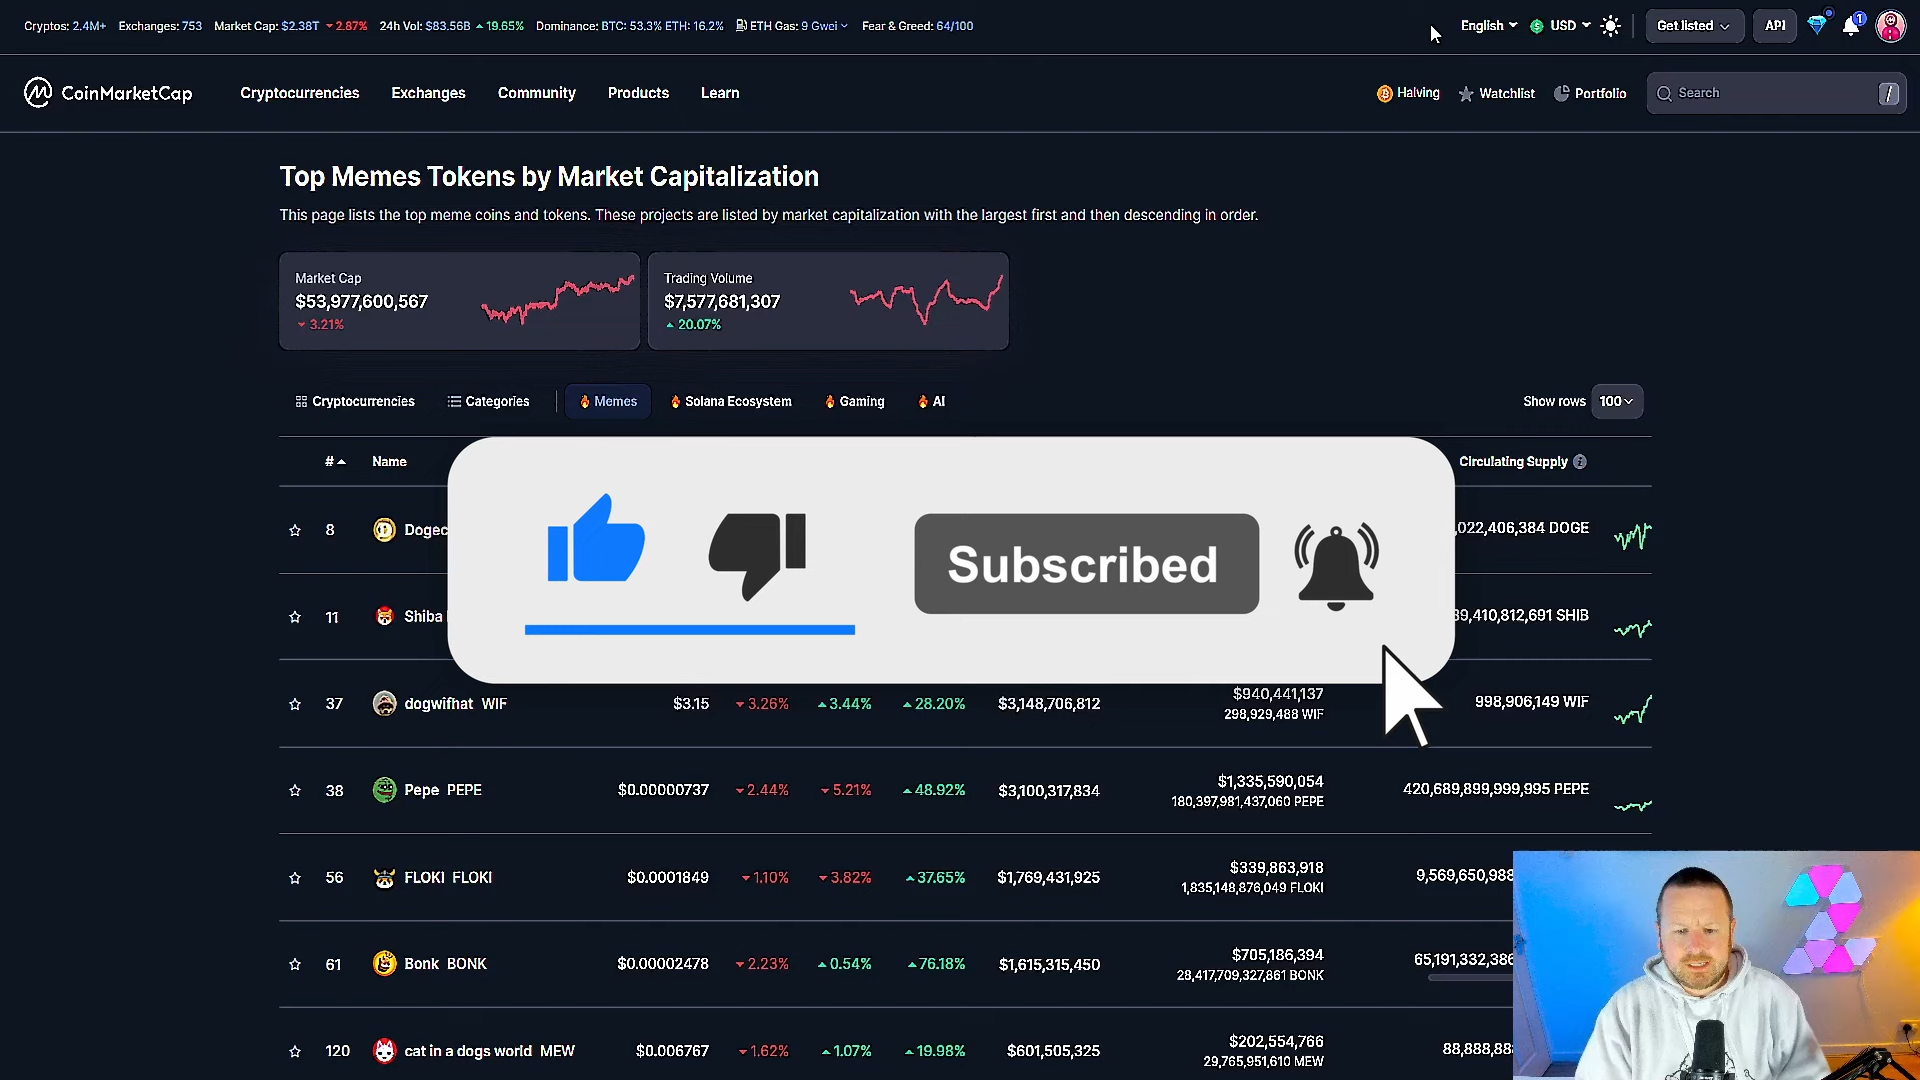 Cryptos: 2.4M+ Exchanges: 753 Market Cap: $2.38T 2.87% 24h Vol: $83.56B 19.65% Dominance: BTC: 53.3% ETH: 16.2% ETH Gas: 9 Gwei Fear & Greed: 64/100 English USD Get listed API 1
CoinMarketCap Cryptocurrencies Exchanges Community Products Learn Halving Watchlist Portfolio Search /
Top Memes Tokens by Market Capitalization
This page lists the top meme coins and tokens. These projects are listed by market capitalization with the largest first and then descending in order.
Market Cap Trading Volume
$53,977,600,567 $7,577,681,307
3.21% 20.07%
Cryptocurrencies Categories Memes Solana Ecosystem Gaming AI Show rows 100
# Name Circulating Supply
8 Dogec ,022,406,384 DOGE
Subscribed
11 Shiba 39,410,812,691 SHIB
37 dogwifhat WIF $3.15 3.26% 3.44% 28.20% $3,148,706,812 $940,441,137 998,906,149 WIF
298,929,488 WIF
38 Pepe PEPE $0.00000737 2.44% 5.21% 48.92% $3,100,317,834 $1,335,590,054 420,689,899,999,995 PEPE
180,397,981,437,060 PEPE
56 FLOKI FLOKI $0.0001849 1.10% 3.82% 37.65% $1,769,431,925 $339,863,918 9,569,650,988
1,835,148,876,049 FLOKI
61 Bonk BONK $0.00002478 2.23% 0.54% 76.18% $1,615,315,450 $705,186,394 65,191,332,386
28,417,709,327,861 BONK
120 cat in a dogs world MEW $0.006767 1.62% 1.07% 19.98% $601,505,325 $202,554,766 88,888,88
29,765,951,610 MEW